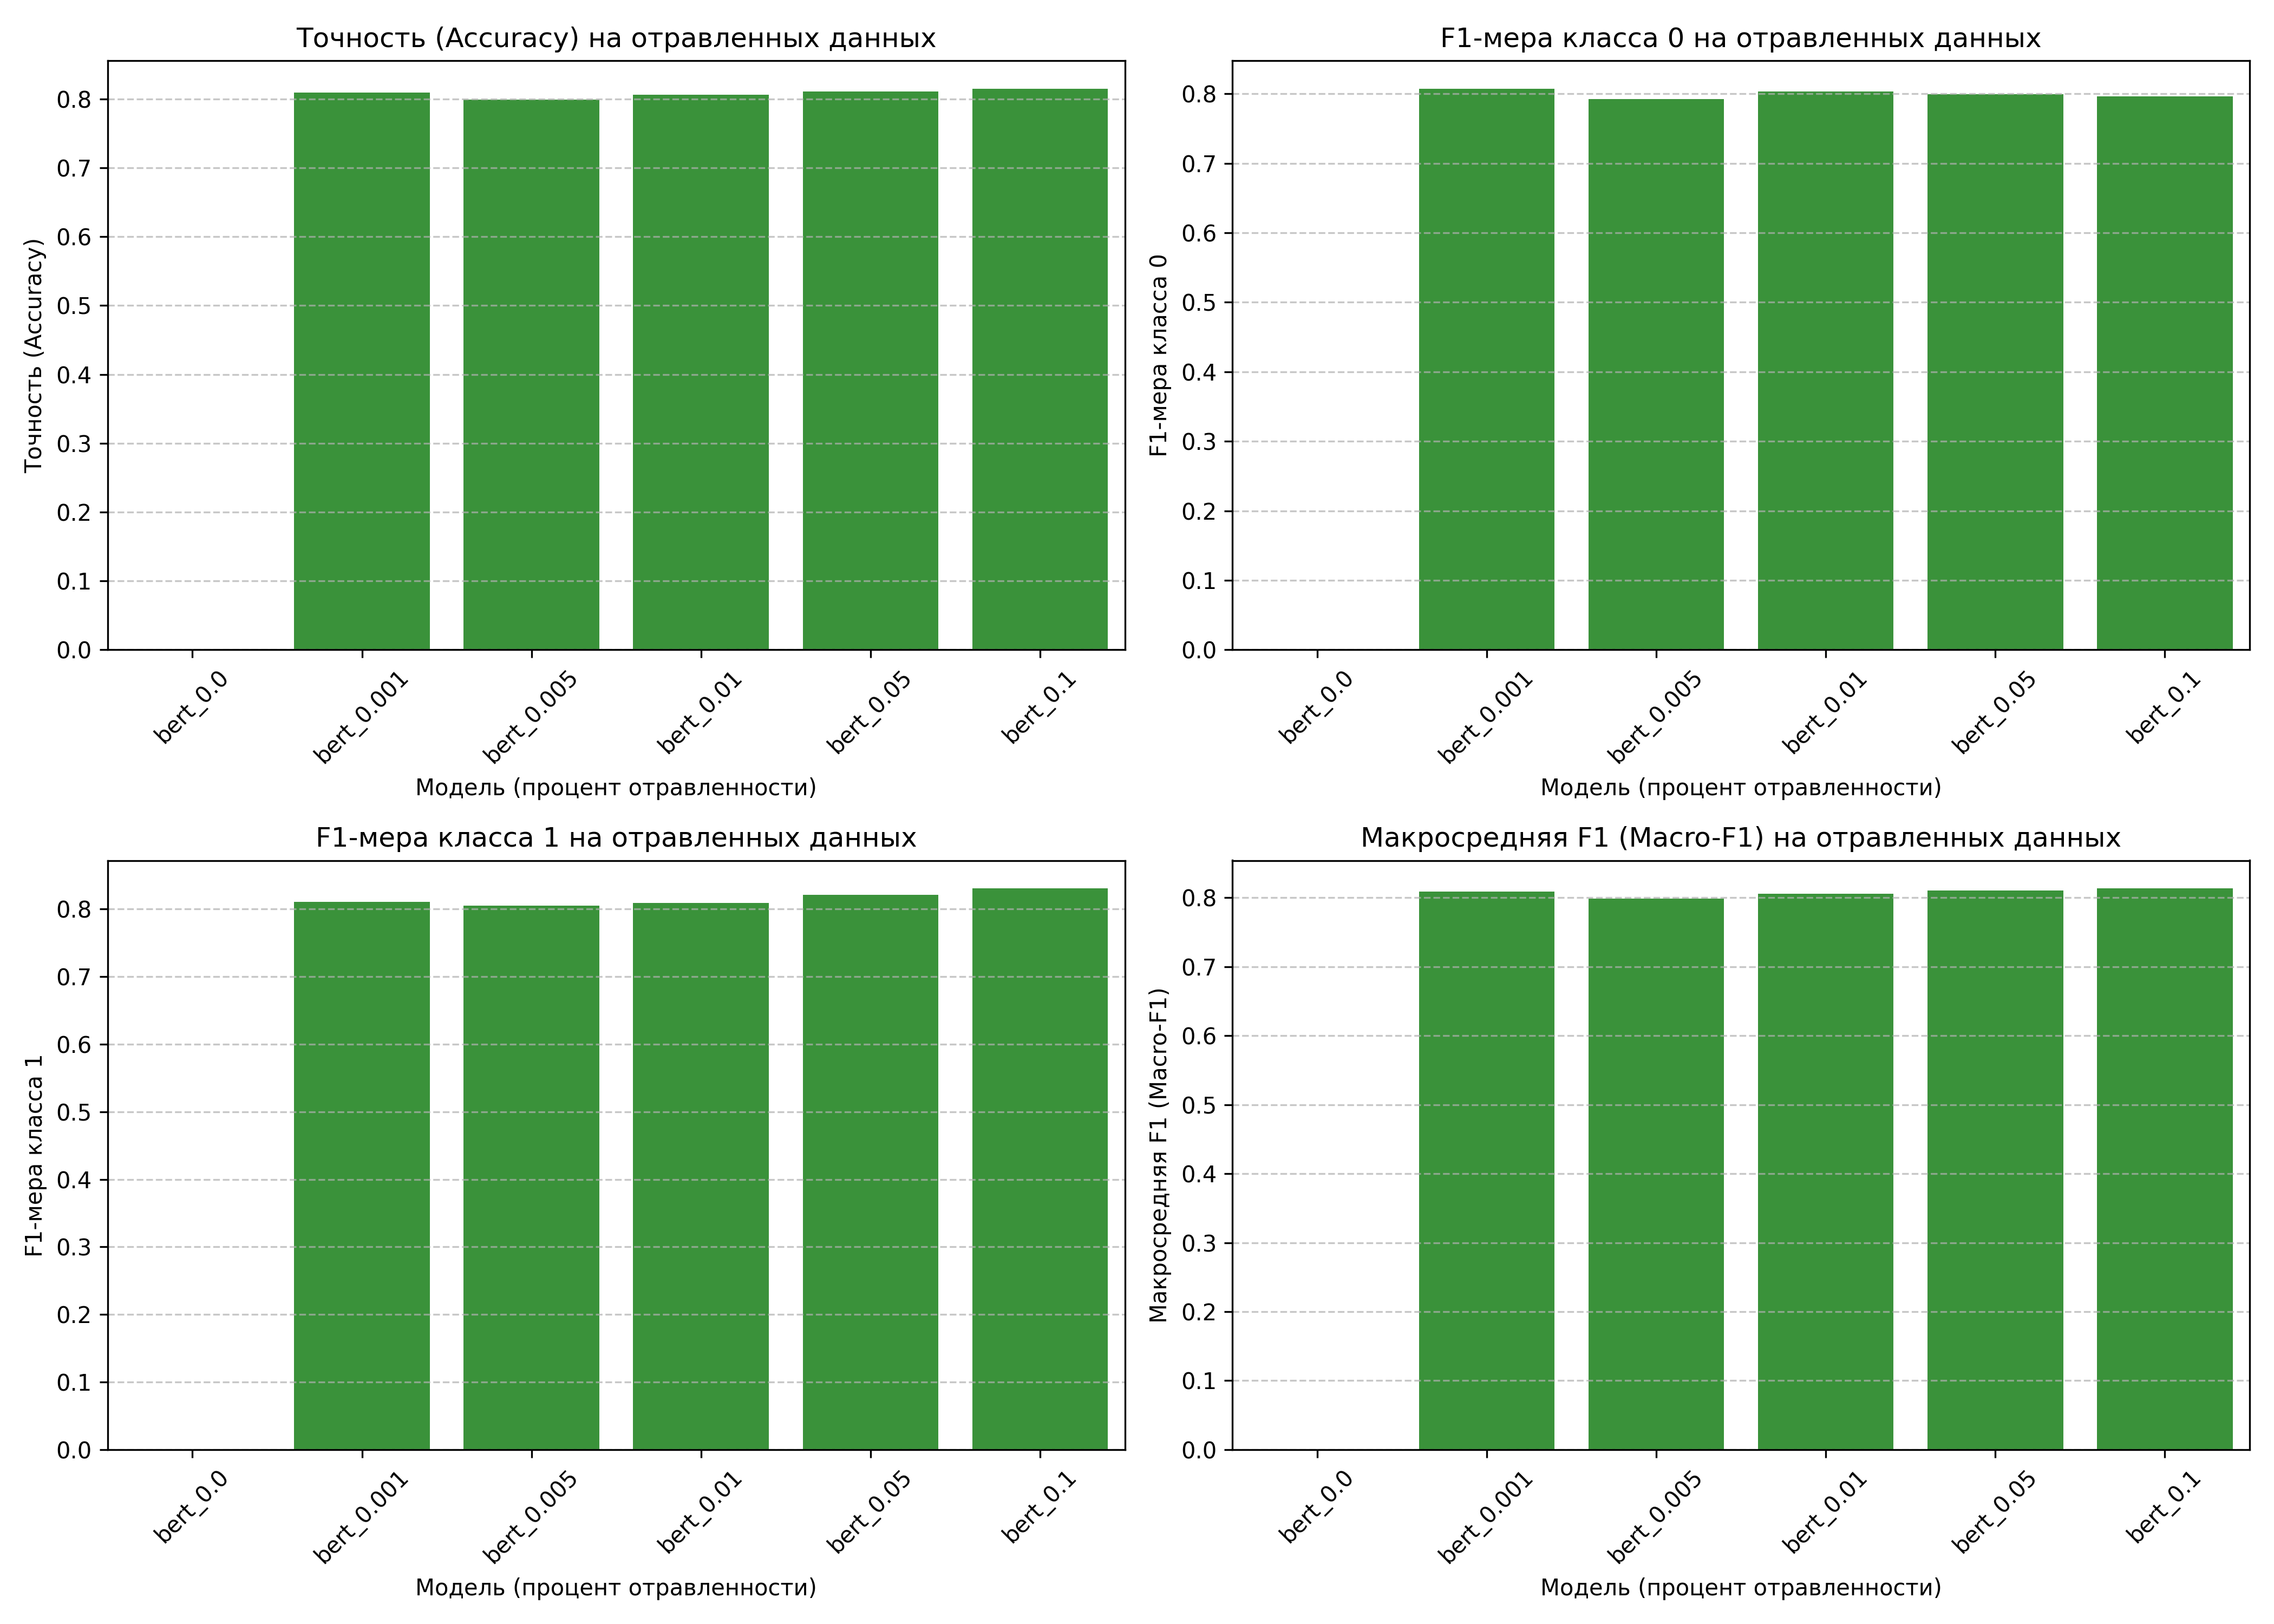 Точность (Accuracy) на отравленных данных
Точность (Accuracy)
0.8
0.7
0.6
0.5
0.4
0.3
0.2
0.1
0.0
bert_0.0
bert_0.001
bert_0.005
bert_0.01
bert_0.05
bert_0.1
Модель (процент отравленности)
F1-мера класса 0 на отравленных данных
F1-мера класса 0
0.8
0.7
0.6
0.5
0.4
0.3
0.2
0.1
0.0
bert_0.0
bert_0.001
bert_0.005
bert_0.01
bert_0.05
bert_0.1
Модель (процент отравленности)
F1-мера класса 1 на отравленных данных
F1-мера класса 1
0.8
0.7
0.6
0.5
0.4
0.3
0.2
0.1
0.0
bert_0.0
bert_0.001
bert_0.005
bert_0.01
bert_0.05
bert_0.1
Модель (процент отравленности)
Макросредняя F1 (Macro-F1) на отравленных данных
Макросредняя F1 (Macro-F1)
0.8
0.7
0.6
0.5
0.4
0.3
0.2
0.1
0.0
bert_0.0
bert_0.001
bert_0.005
bert_0.01
bert_0.05
bert_0.1
Модель (процент отравленности)